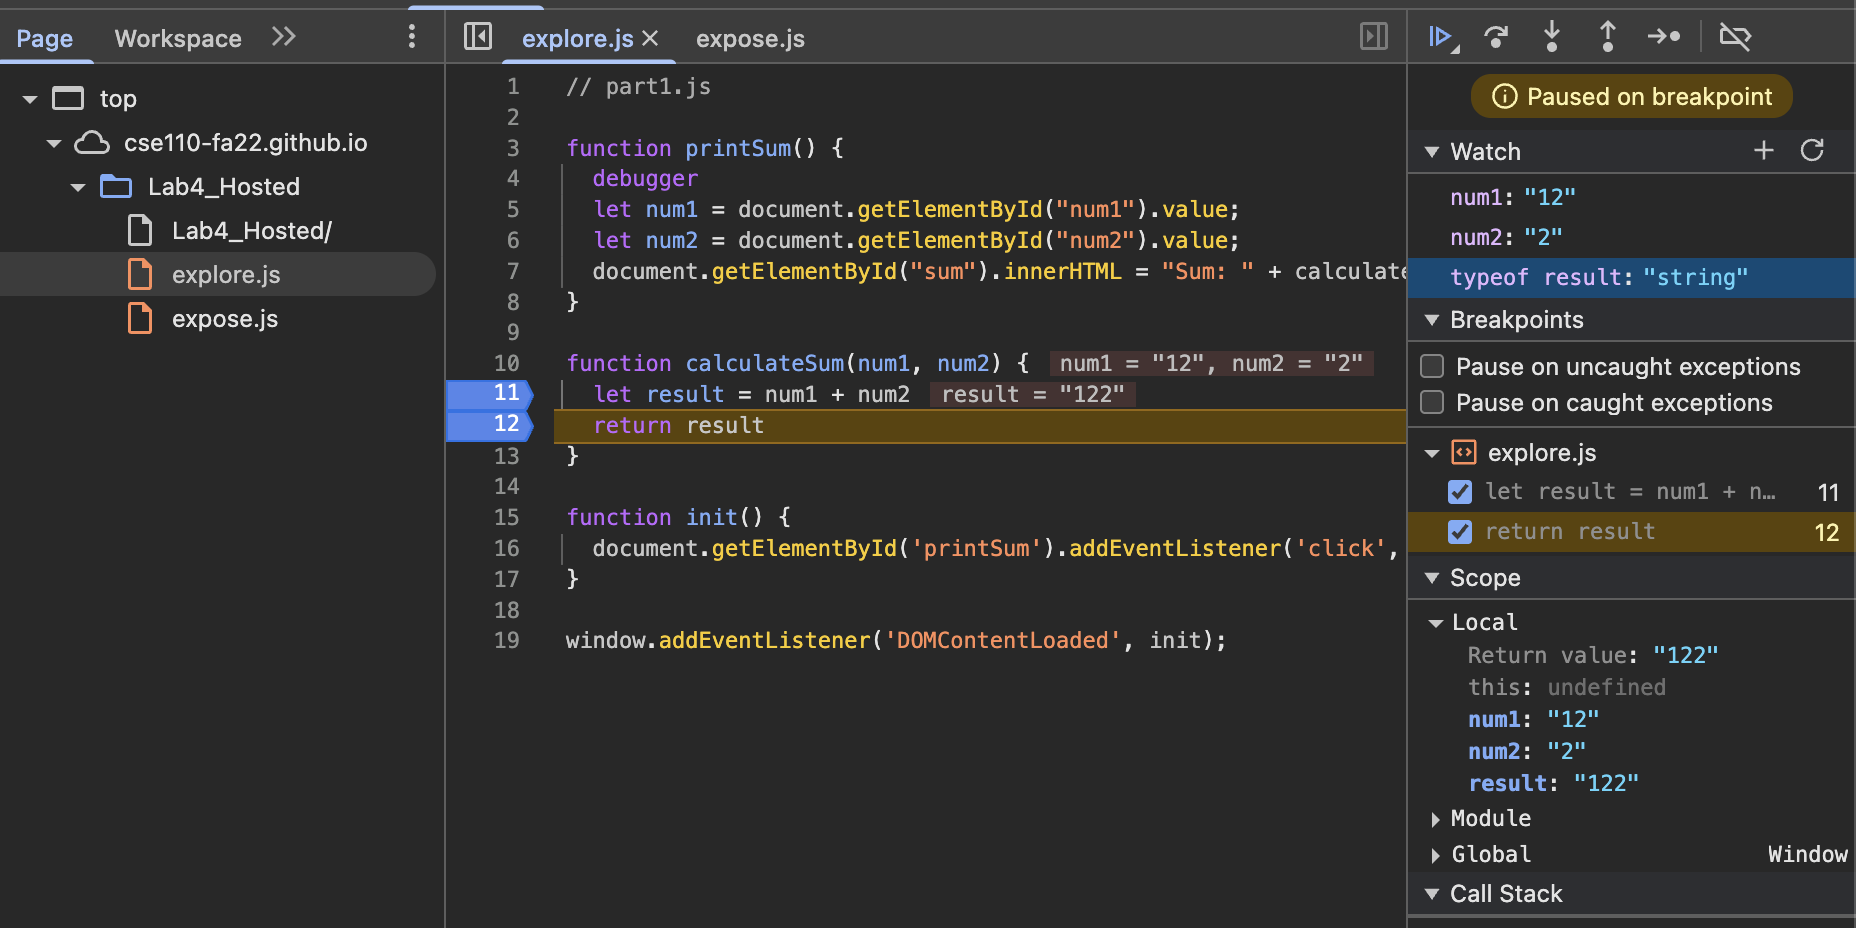 Page Workspace
top
cse110-fa22.github.io
Lab4_Hosted
Lab4_Hosted/
explore.js
expose.js
explore.js expose.js
1 // part1.js
2
3 function printSum() {
4 debugger
5 let num1 = document.getElementById("num1").value;
6 let num2 = document.getElementById("num2").value;
7 document.getElementById("sum").innerHTML = "Sum: " + calculate
8 }
9
10 function calculateSum(num1, num2) { num1 = "12", num2 = "2"
11 let result = num1 + num2 result = "122"
12 return result
13 }
14
15 function init() {
16 document.getElementById('printSum').addEventListener('click',
17 }
18
19 window.addEventListener('DOMContentLoaded', init);
Paused on breakpoint
Watch
num1: "12"
num2: "2"
typeof result: "string"
Breakpoints
Pause on uncaught exceptions
Pause on caught exceptions
explore.js
let result = num1 + n… 11
return result 12
Scope
Local
Return value: "122"
this: undefined
num1: "12"
num2: "2"
result: "122"
Module
Global Window
Call Stack